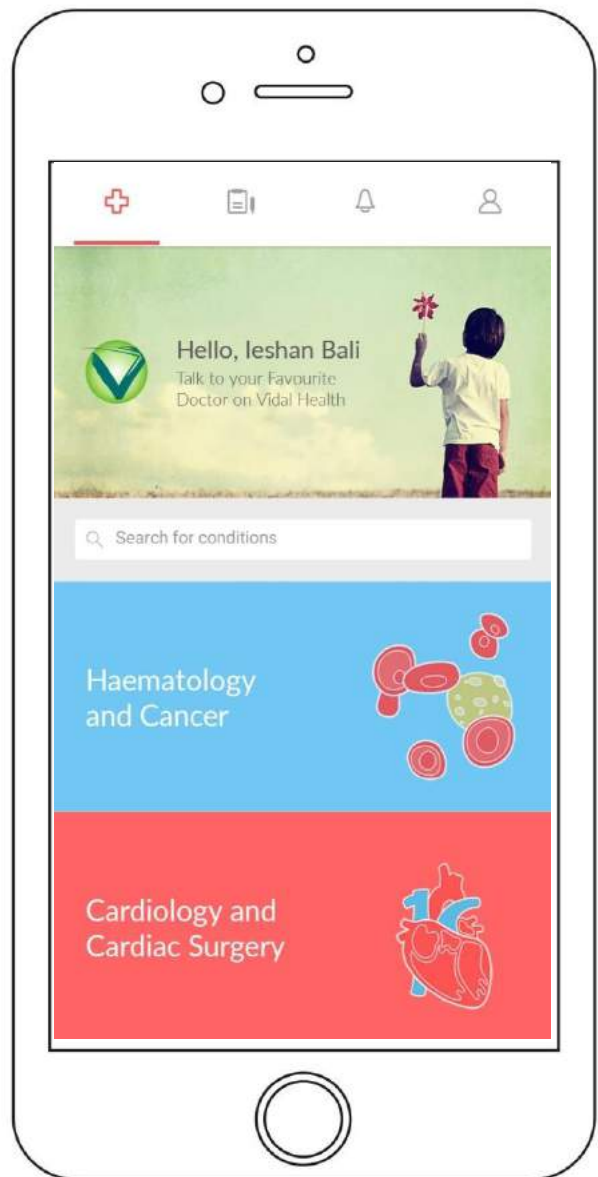 Hello, Ieshan Bali
Talk to your Favourite
Doctor on Vidal Health
Search for conditions
Haematology
and Cancer
Cardiology and
Cardiac Surgery